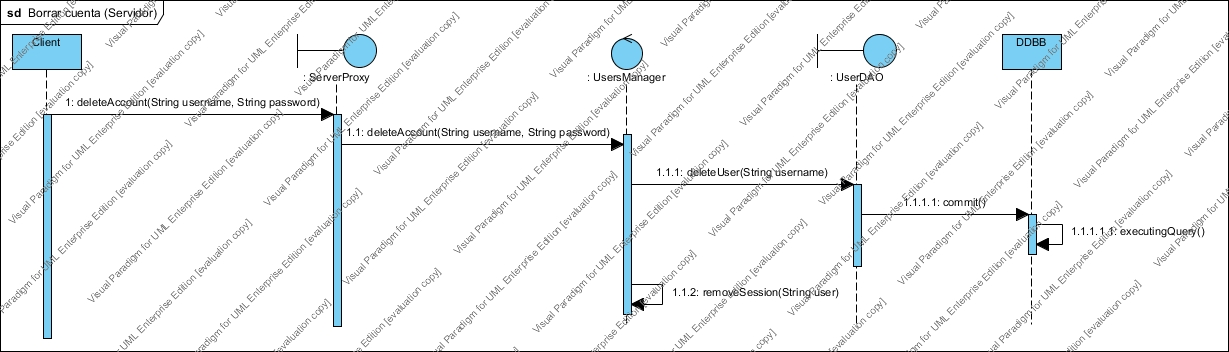 sd Borrar cuenta (Servidor)
Client
: ServerProxy
: UsersManager
: UserDAO
DDBB
1: deleteAccount(String username, String password)
1.1: deleteAccount(String username, String password)
1.1.1: deleteUser(String username)
1.1.1.1: commit()
1.1.1.1.1: executingQuery()
1.1.2: removeSession(String user)
Visual Paradigm for UML Enterprise Edition [evaluation copy]